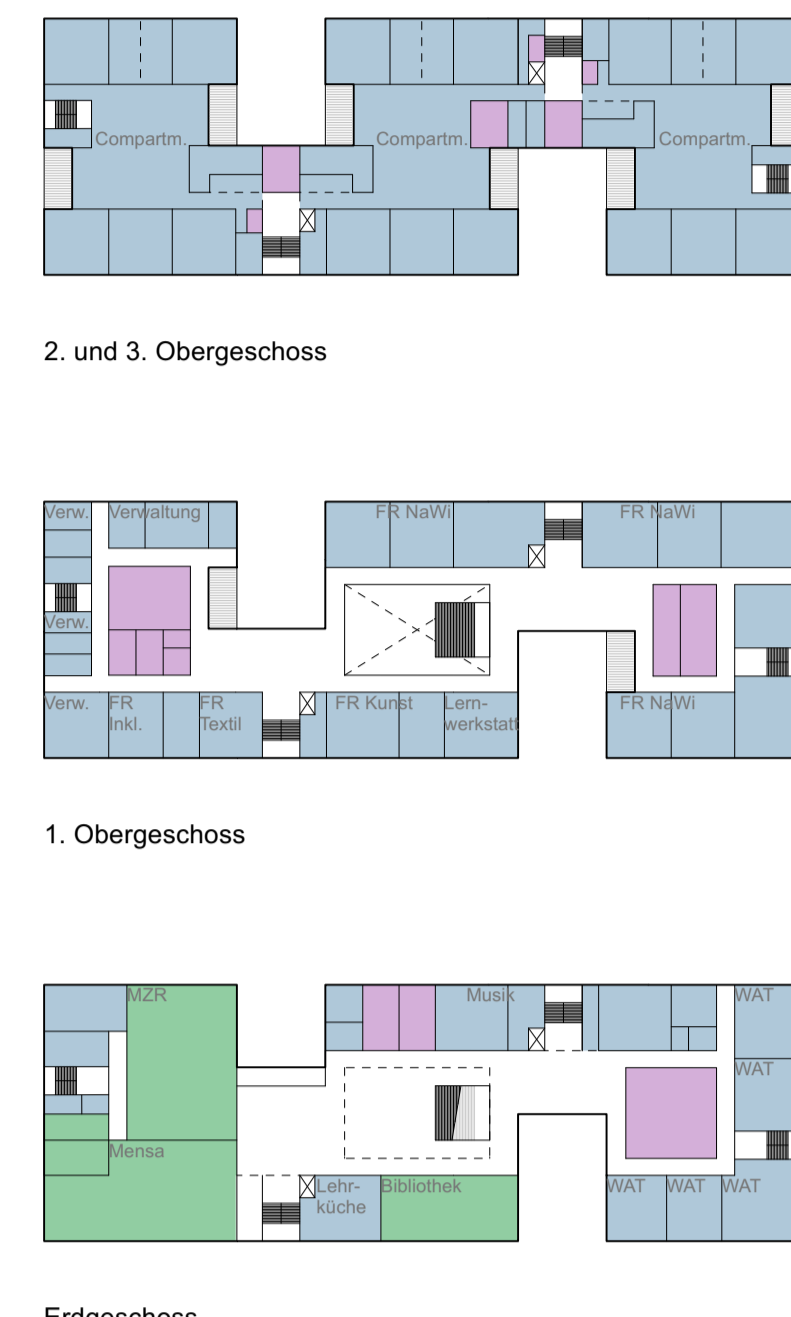 Compartm. Compartm. Compartm.
2. und 3. Obergeschoss
Verw. Verwaltung FR NaWi FR NaWi
Verw.
Verw. FR FR FR Kunst Lern- FR NaWi
Inkl. Textil werkstatt
1. Obergeschoss
MZR Musik WAT
WAT
Mensa
Lehr- Bibliothek WAT WAT WAT
küche
Erdgeschoss